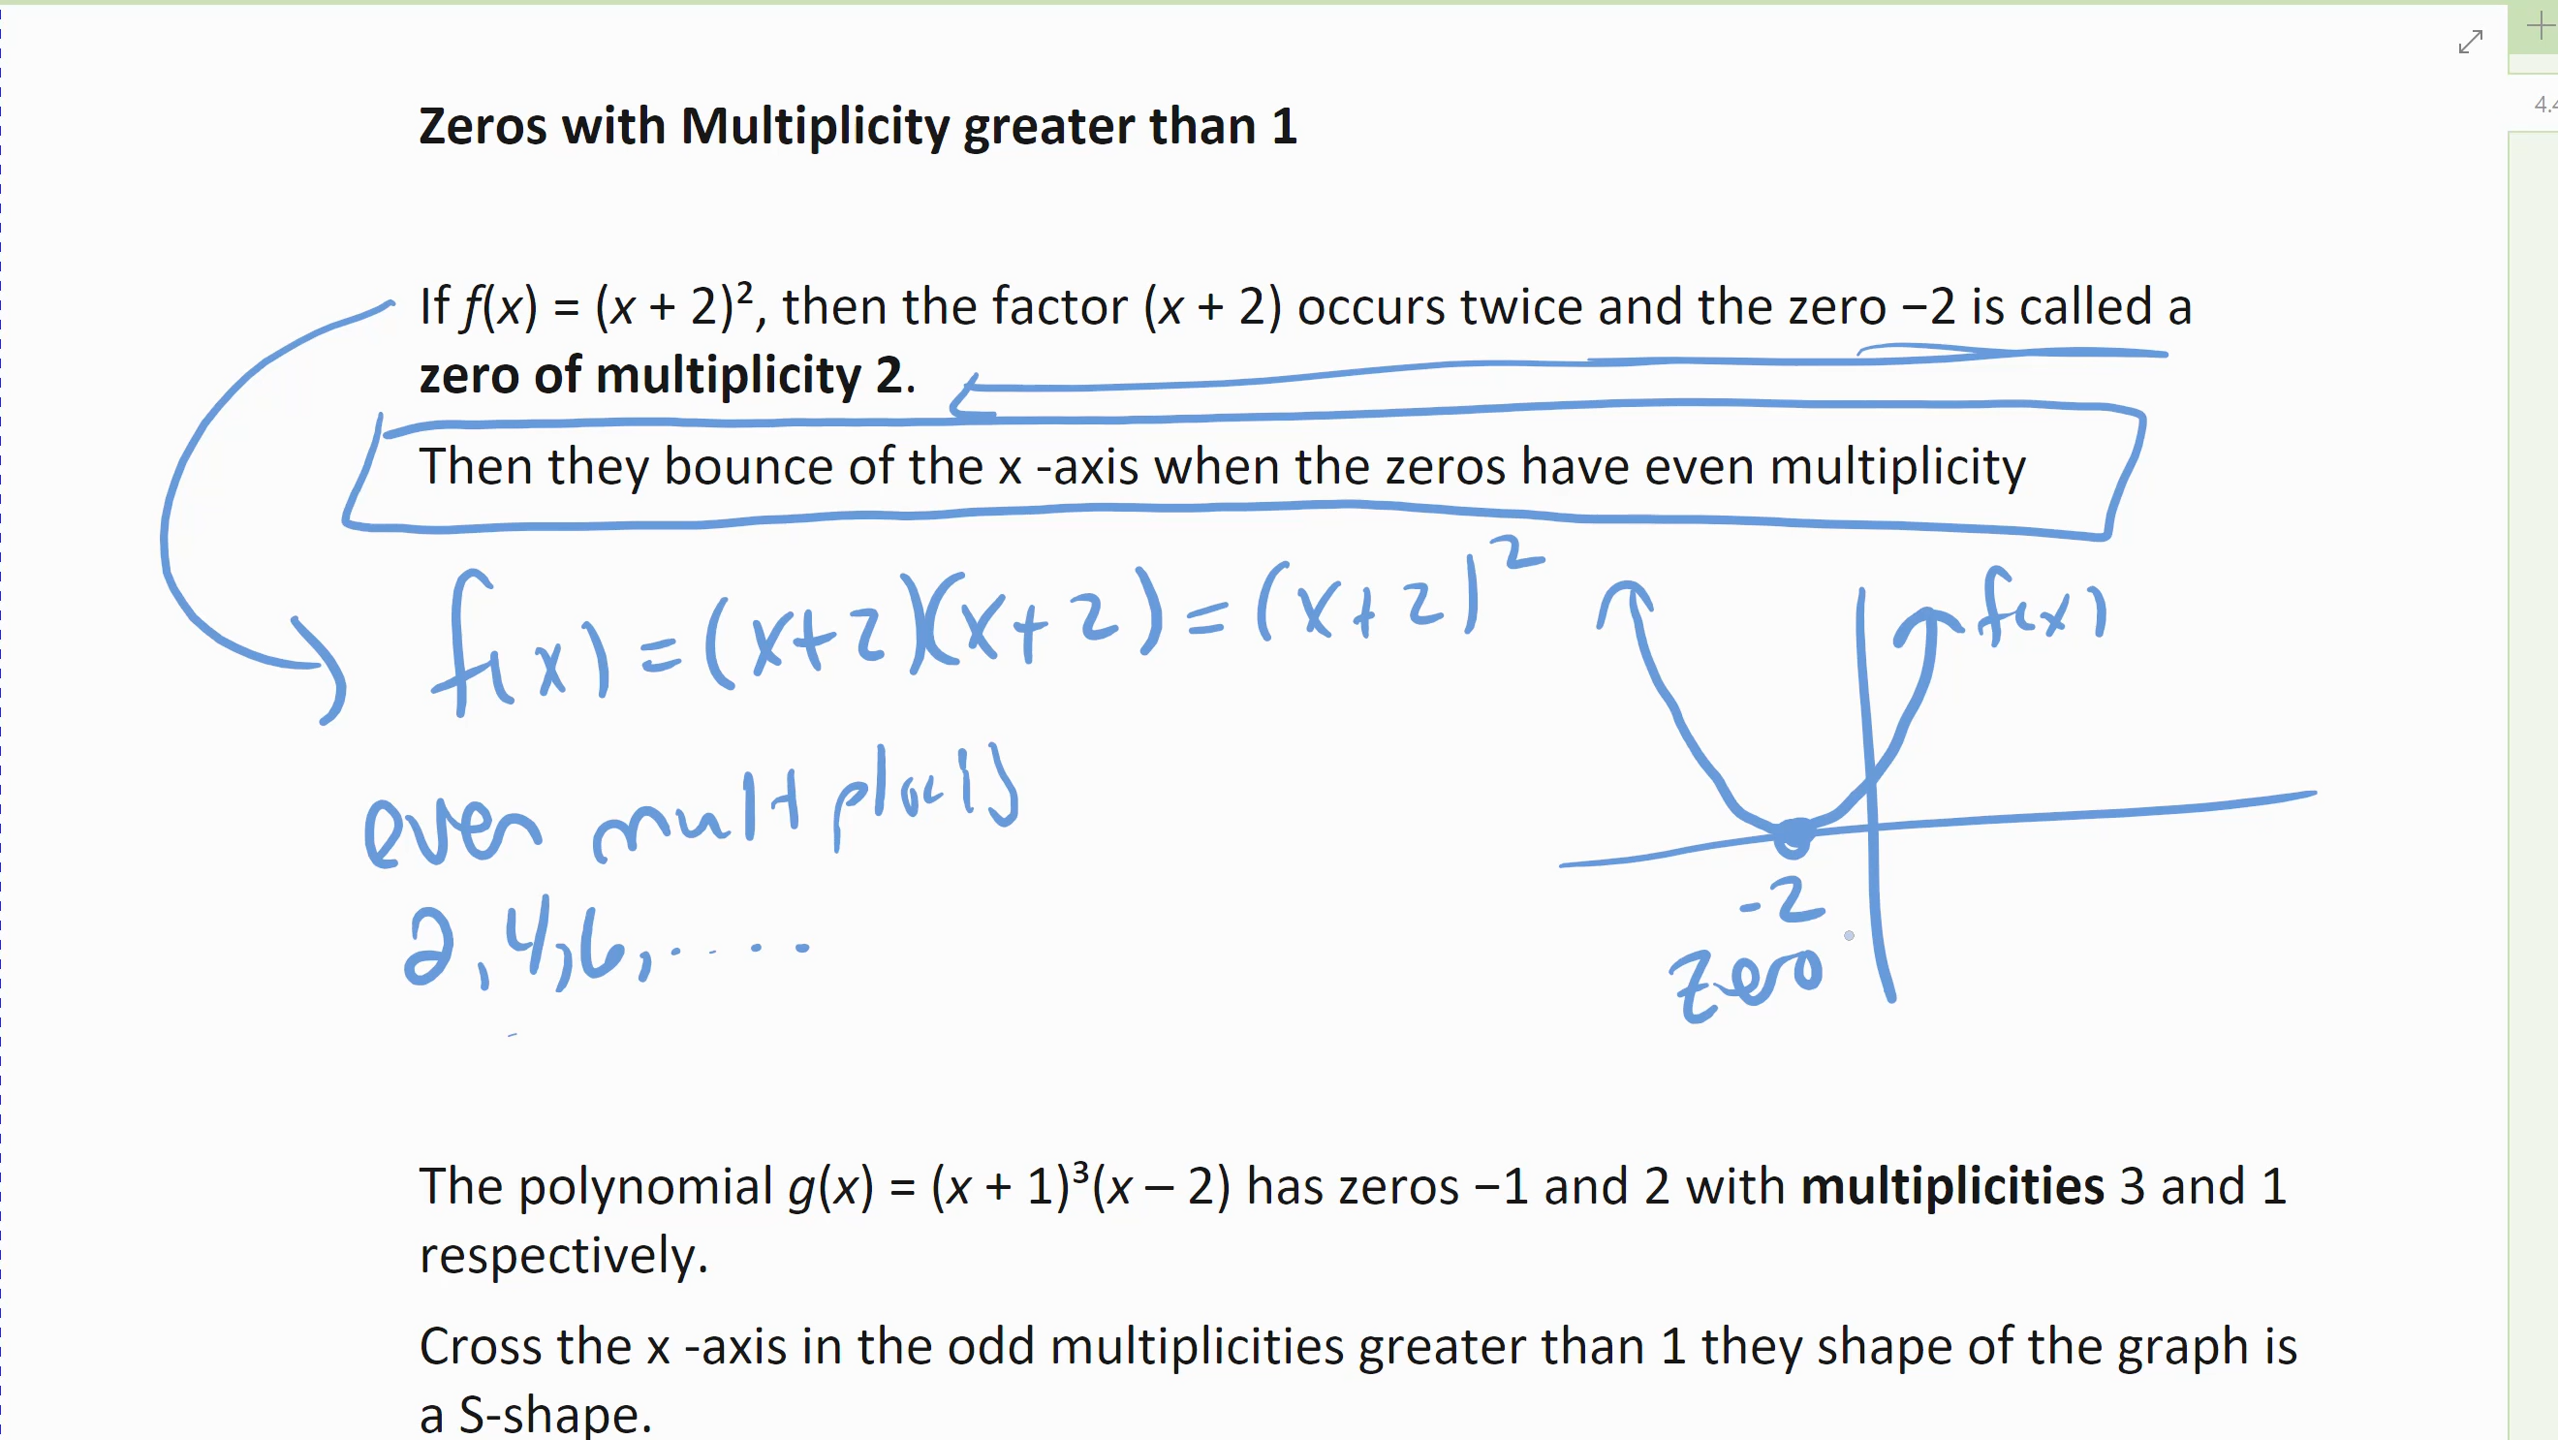 Zeros with Multiplicity greater than 1
If f(x) = (x + 2)², then the factor (x + 2) occurs twice and the zero −2 is called a
zero of multiplicity 2.
Then they bounce of the x -axis when the zeros have even multiplicity
f(x) = (x+2)(x+2) = (x+2)²
f(x)
even
2, 4, 6, .....
-2
zero
The polynomial g(x) = (x + 1)³(x – 2) has zeros −1 and 2 with multiplicities 3 and 1
respectively.
Cross the x -axis in the odd multiplicities greater than 1 they shape of the graph is
a S-shape.